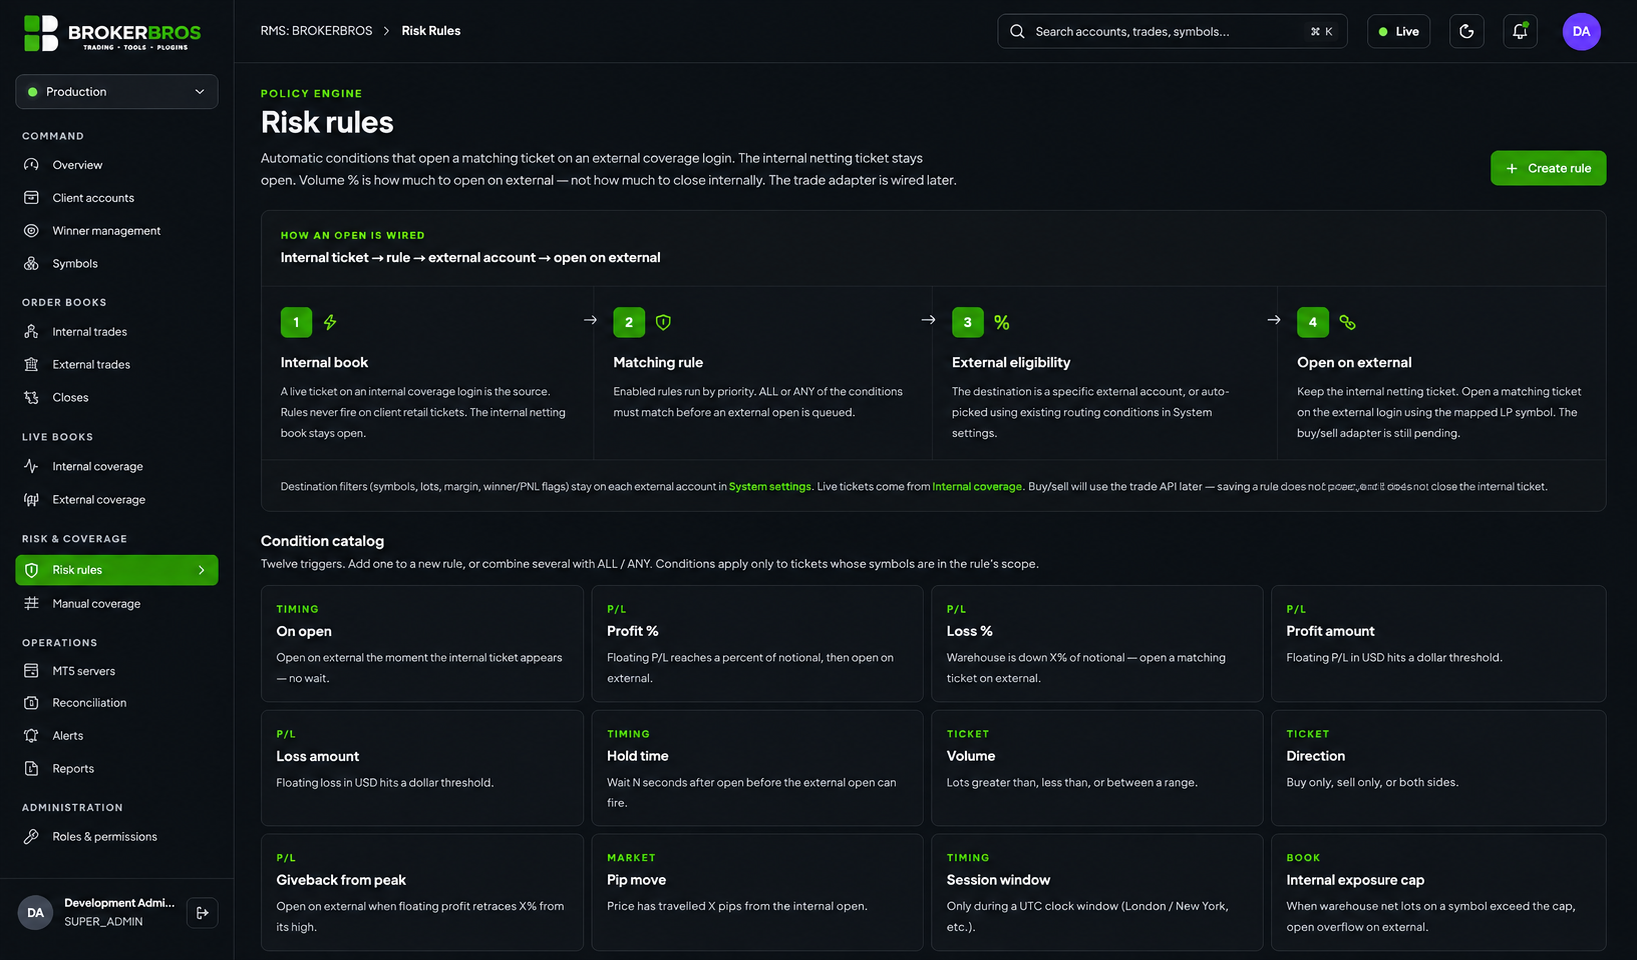 BROKERBROS
TRADING • TOOLS • PLUGINS
RMS: BROKERBROS > Risk Rules
Search accounts, trades, symbols...
⌘ K
Live
DA
Production
COMMAND
Overview
Client accounts
Winner management
Symbols
ORDER BOOKS
Internal trades
External trades
Closes
LIVE BOOKS
Internal coverage
External coverage
RISK & COVERAGE
Risk rules
Manual coverage
OPERATIONS
MT5 servers
Reconciliation
Alerts
Reports
ADMINISTRATION
Roles & permissions
DA
Development Admi...
SUPER_ADMIN
POLICY ENGINE
Risk rules
Automatic conditions that open a matching ticket on an external coverage login. The internal netting ticket stays
open. Volume % is how much to open on external — not how much to close internally. The trade adapter is wired later.
+ Create rule
HOW AN OPEN IS WIRED
Internal ticket → rule → external account → open on external
1
Internal book
A live ticket on an internal coverage login is the source.
Rules never fire on client retail tickets. The internal netting
book stays open.
2
Matching rule
Enabled rules run by priority. ALL or ANY of the conditions
must match before an external open is queued.
3
External eligibility
The destination is a specific external account, or auto-
picked using existing routing conditions in System
settings.
4
Open on external
Keep the internal netting ticket. Open a matching ticket
on the external login using the mapped LP symbol. The
buy/sell adapter is still pending.
Destination filters (symbols, lots, margin, winner/PNL flags) stay on each external account in System settings. Live tickets come from Internal coverage. Buy/sell will use the trade API later — saving a rule does not does not close the internal ticket.
Condition catalog
Twelve triggers. Add one to a new rule, or combine several with ALL / ANY. Conditions apply only to tickets whose symbols are in the rule's scope.
TIMING
On open
Open on external the moment the internal ticket appears
— no wait.
P/L
Profit %
Floating P/L reaches a percent of notional, then open on
external.
P/L
Loss %
Warehouse is down X% of notional — open a matching
ticket on external.
P/L
Profit amount
Floating P/L in USD hits a dollar threshold.
P/L
Loss amount
Floating loss in USD hits a dollar threshold.
TIMING
Hold time
Wait N seconds after open before the external open can
fire.
TICKET
Volume
Lots greater than, less than, or between a range.
TICKET
Direction
Buy only, sell only, or both sides.
P/L
Giveback from peak
Open on external when floating profit retraces X% from
its high.
MARKET
Pip move
Price has travelled X pips from the internal open.
TIMING
Session window
Only during a UTC clock window (London / New York,
etc.).
BOOK
Internal exposure cap
When warehouse net lots on a symbol exceed the cap,
open overflow on external.